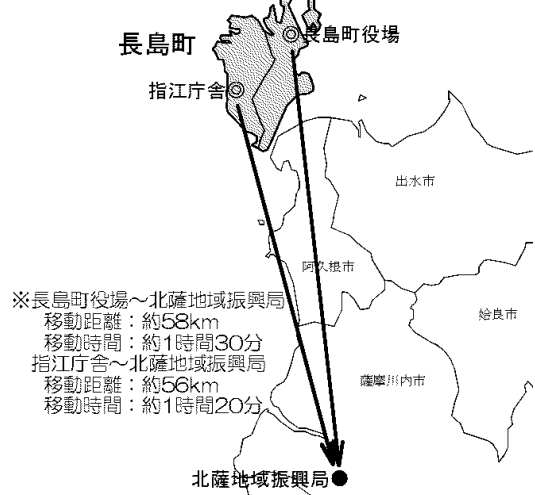 長島町
長島町役場
指江庁舎
出水市
阿久根市
姶良市
※長島町役場~北薩地域振興局
移動距離:約58km
移動時間:約1時間30分
指江庁舎~北薩地域振興局
移動距離:約56km
移動時間:約1時間20分
薩摩川内市
北薩地域振興局